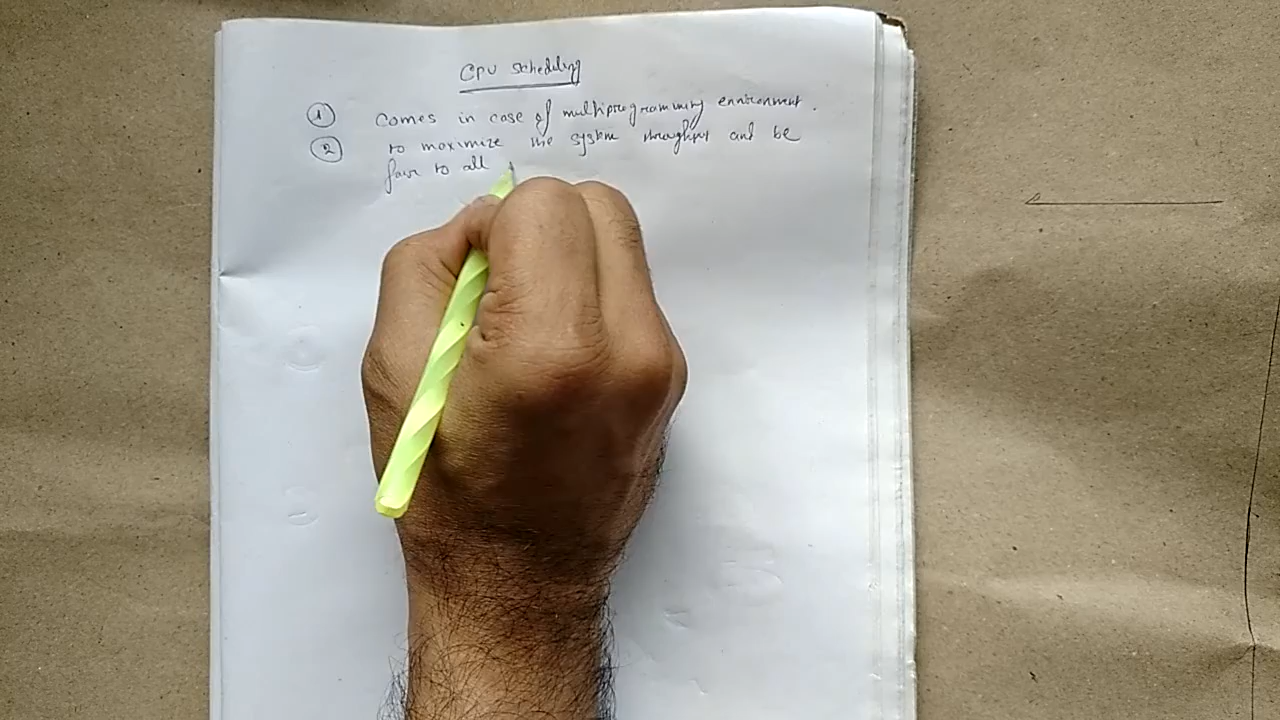 CPU Scheduling
① Comes in case of multiprogramming environment.
② to maximize the system throughput and be
fair to all